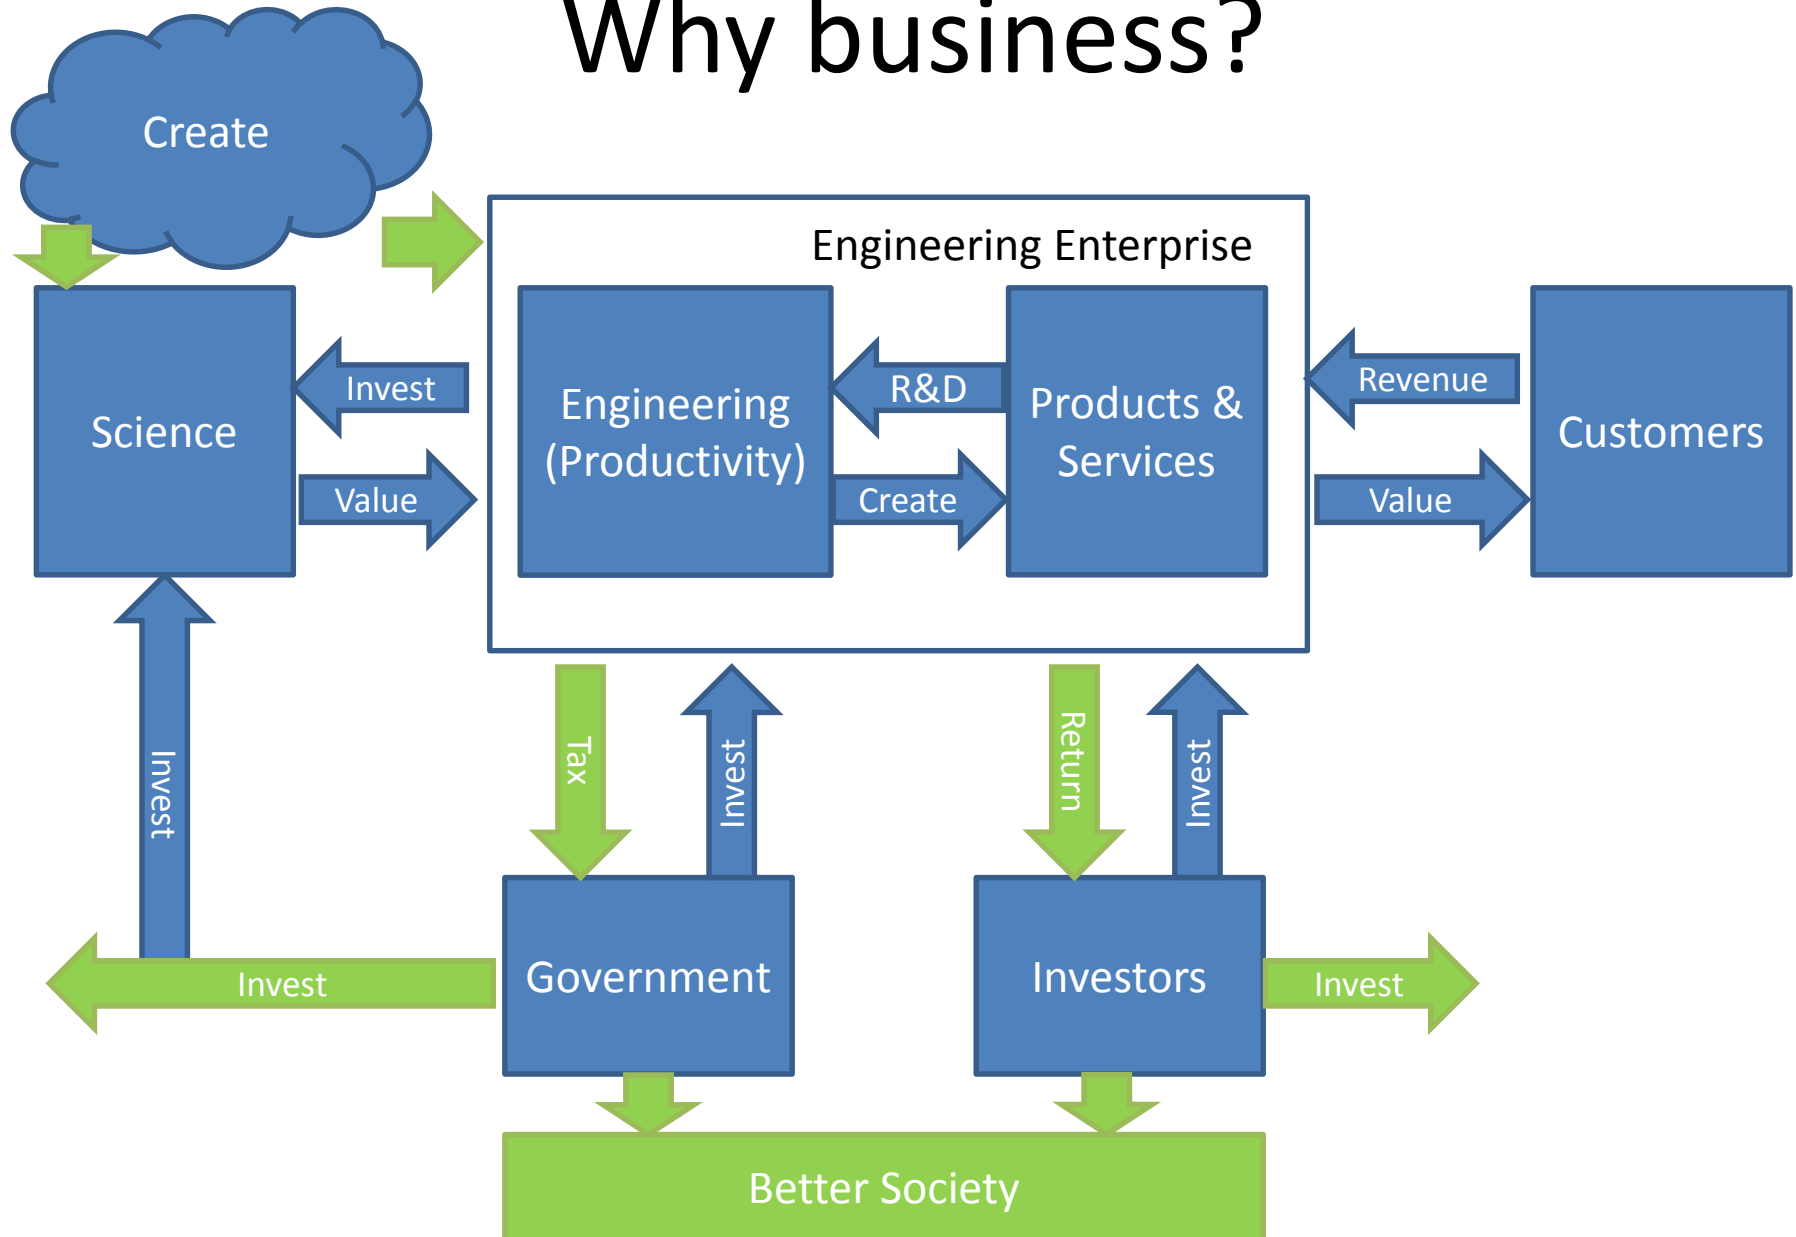 Why business?
Create
Engineering Enterprise
Science
Invest
Value
Engineering
(Productivity)
R&D
Create
Products &
Services
Revenue
Value
Customers
Invest
Tax
Invest
Return
Invest
Invest
Government
Investors
Invest
Better Society